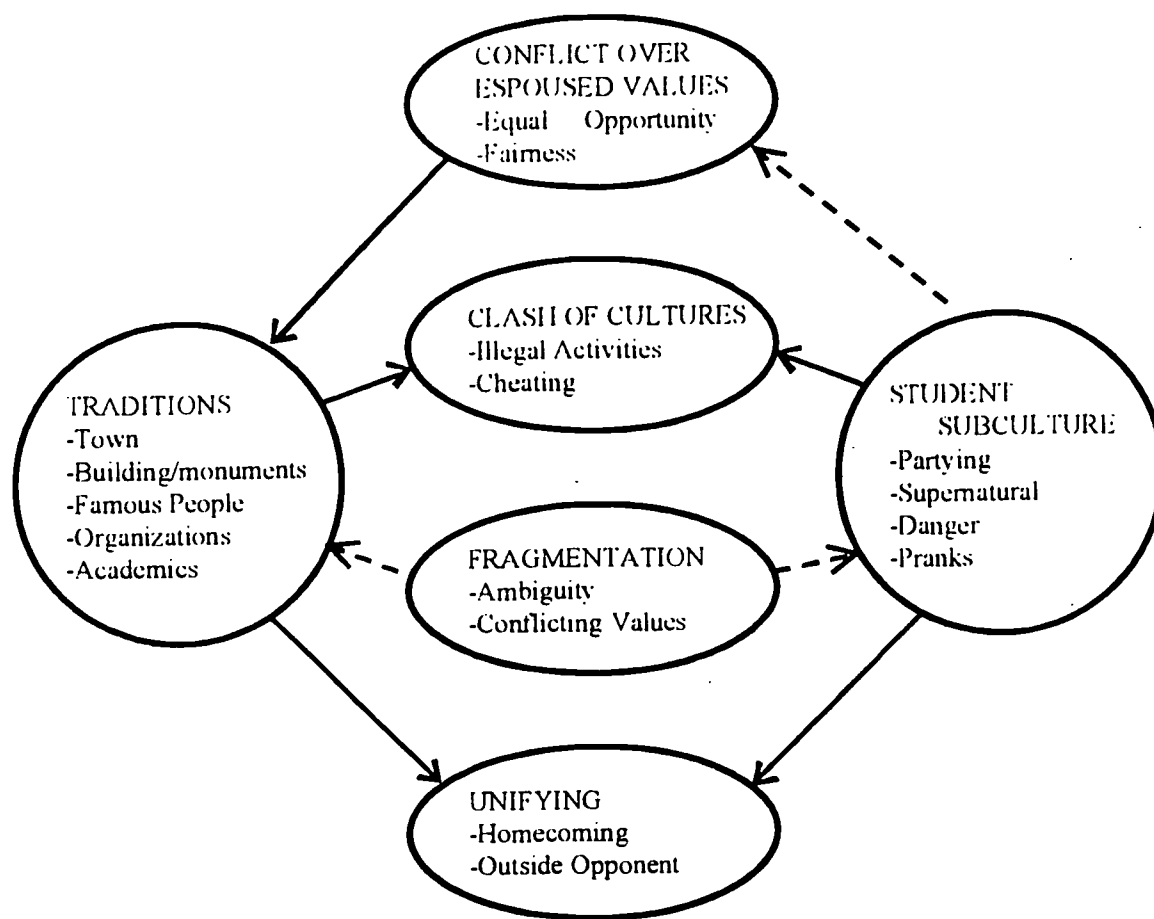 CONFLICT OVER
ESPOUSED VALUES
-Equal Opportunity
-Fairness
CLASH OF CULTURES
-Illegal Activities
-Cheating
TRADITIONS
-Town
-Building/monuments
-Famous People
-Organizations
-Academics
STUDENT
SUBCULTURE
-Partying
-Supernatural
-Danger
-Pranks
FRAGMENTATION
-Ambiguity
-Conflicting Values
UNIFYING
-Homecoming
-Outside Opponent